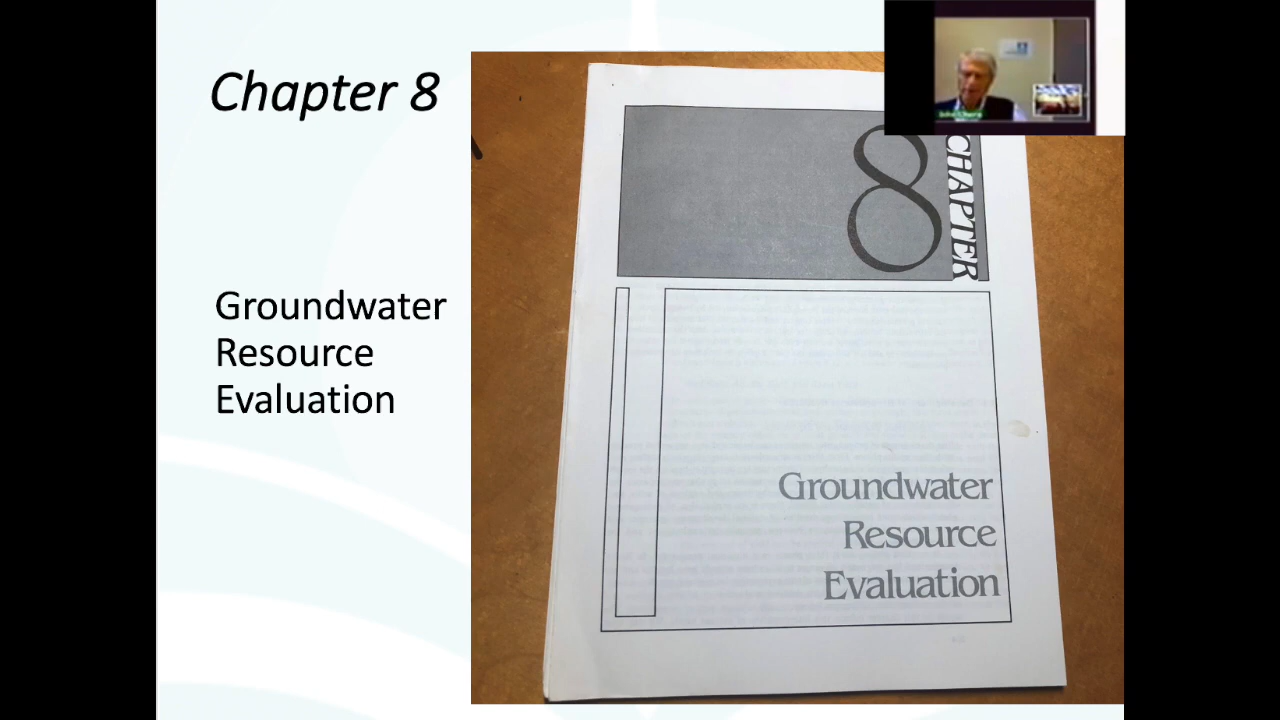 Chapter 8
Groundwater
Resource
Evaluation
8
CHAPTER
Groundwater
Resource
Evaluation